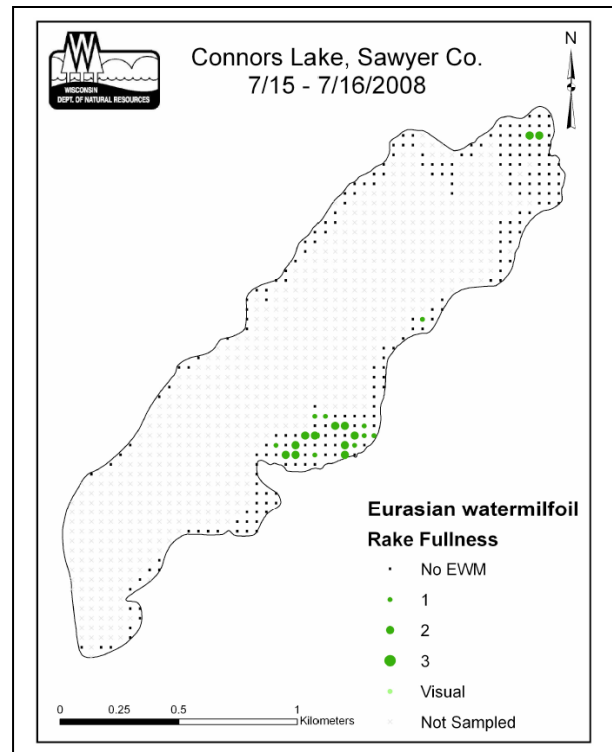 W
WISCONSIN
DEPT. OF NATURAL RESOURCES
Connors Lake, Sawyer Co.
7/15 - 7/16/2008
N
Eurasian watermilfoil
Rake Fullness
No EWM
1
2
3
Visual
Not Sampled
0 0.25 0.5 1
Kilometers